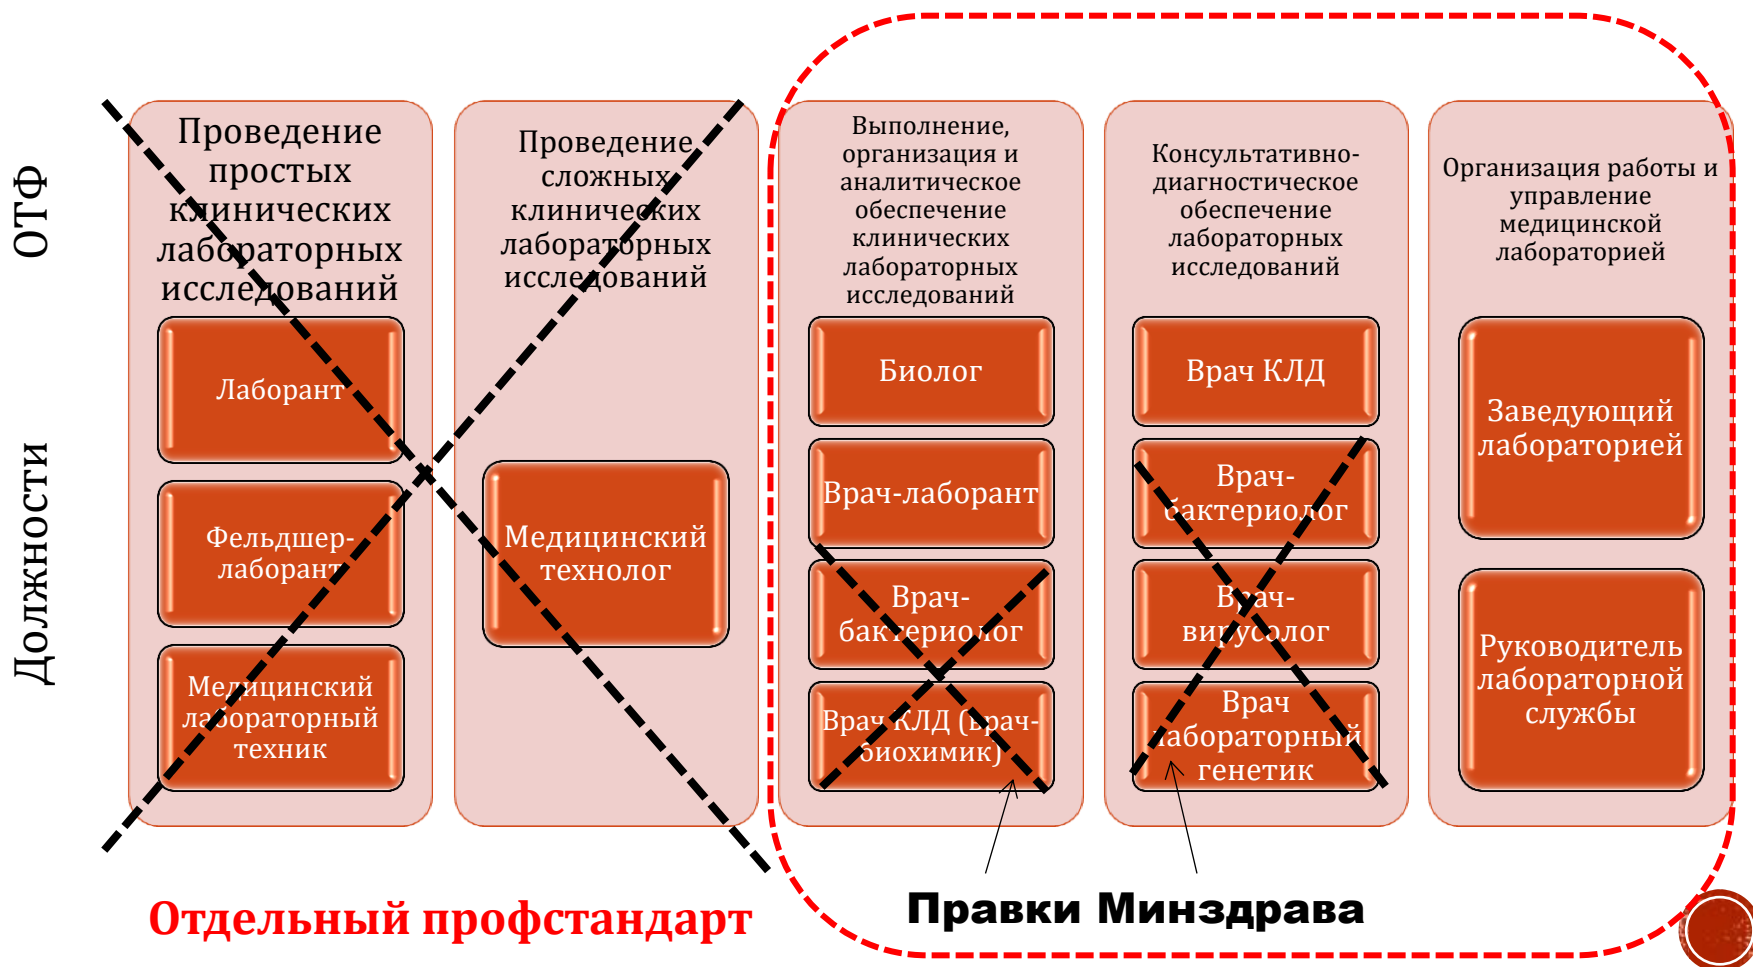 ОТФ
Должности
Проведение
простых
клинических
лабораторных
исследований
Лаборант
Фельдшер-
лаборант
Медицинский
лабораторный
техник
Проведение
сложных
клинических
лабораторных
исследований
Медицинский
технолог
Выполнение,
организация и
аналитическое
обеспечение
клинических
лабораторных
исследований
Биолог
Врач-лаборант
Врач-
бактериолог
Врач КЛД (врач-
биохимик)
Консультативно-
диагностическое
обеспечение
лабораторных
исследований
Врач КЛД
Врач-
бактериолог
Врач-
вирусолог
Врач
лабораторный
генетик
Организация работы и
управление
медицинской
лабораторией
Заведующий
лабораторией
Руководитель
лабораторной
службы
Отдельный профстандарт
Правки Минздрава